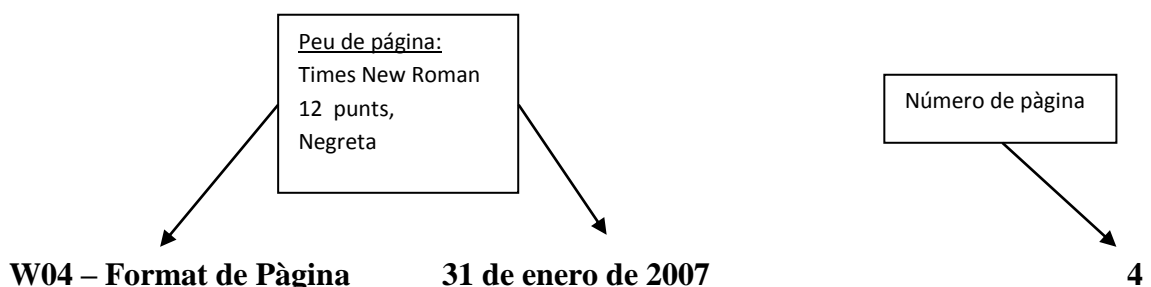 Peu de página:
Times New Roman
12 punts,
Negreta
Número de pàgina
W04 – Format de Pàgina 31 de enero de 2007 4